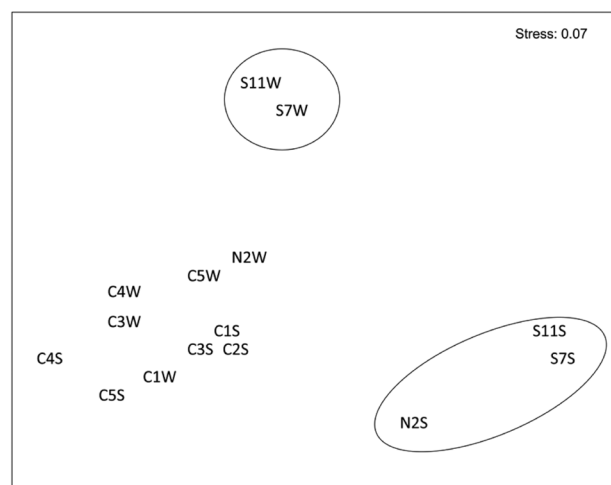 Stress: 0.07
S11W
S7W
N2W
C5W
C4W
C3W
C1S
S11S
C3S C2S
C4S
S7S
C1W
C5S
N2S